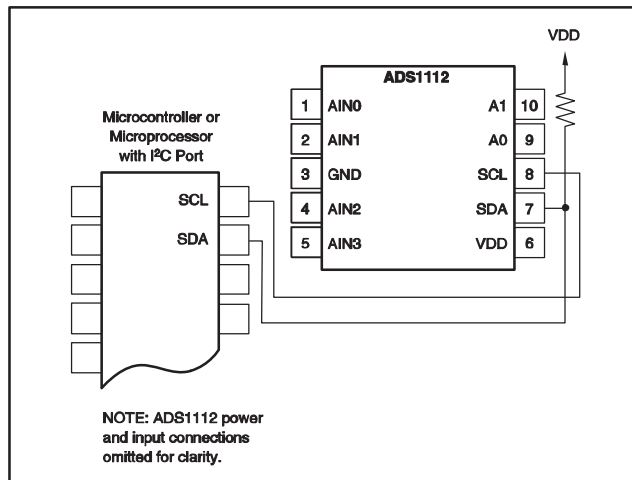 VDD
ADS1112
1 AIN0 A1 10
2 AIN1 A0 9
3 GND SCL 8
4 AIN2 SDA 7
5 AIN3 VDD 6
Microcontroller or
Microprocessor
with I²C Port
SCL
SDA
NOTE: ADS1112 power
and input connections
omitted for clarity.